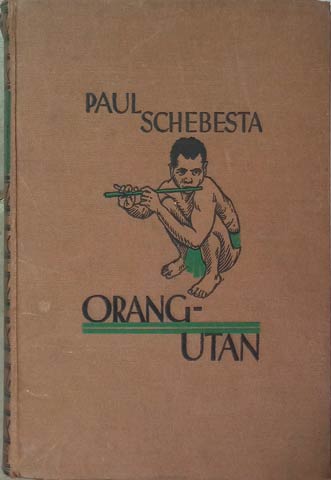 PAUL
SCHEBESTA
ORANG-
UTAN